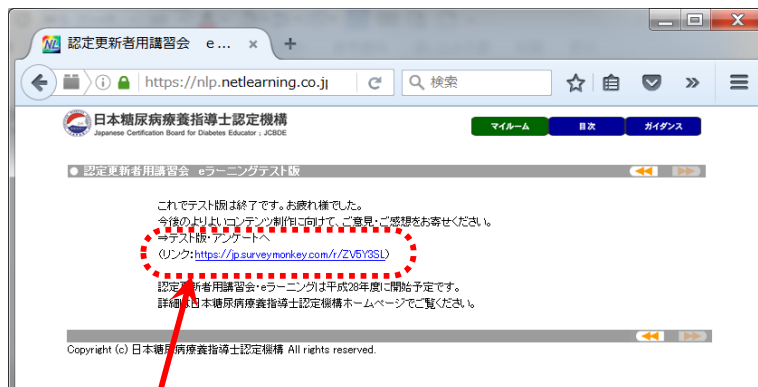 認定更新者用講習会 e...
https://nlp.netlearning.co.j
検索
日本糖尿病療養指導士認定機構
Japanese Certification Board for Diabetes Educator ; JCBDE
マイルーム 目次 ガイダンス
認定更新者用講習会 eラーニングテスト版
これでテスト版は終了です。お疲れ様でした。
今後のよりよいコンテンツ制作に向けて、ご意見・ご感想をお寄せください。
⇒テスト版・アンケートへ
(リンク:https://jp.surveymonkey.com/r/ZV6Y3SL)
認定更新者用講習会・eラーニングは平成28年度に開始予定です。
詳細は日本糖尿病療養指導士認定機構ホームページでご覧ください。
Copyright (c) 日本糖尿病療養指導士認定機構 All rights reserved.